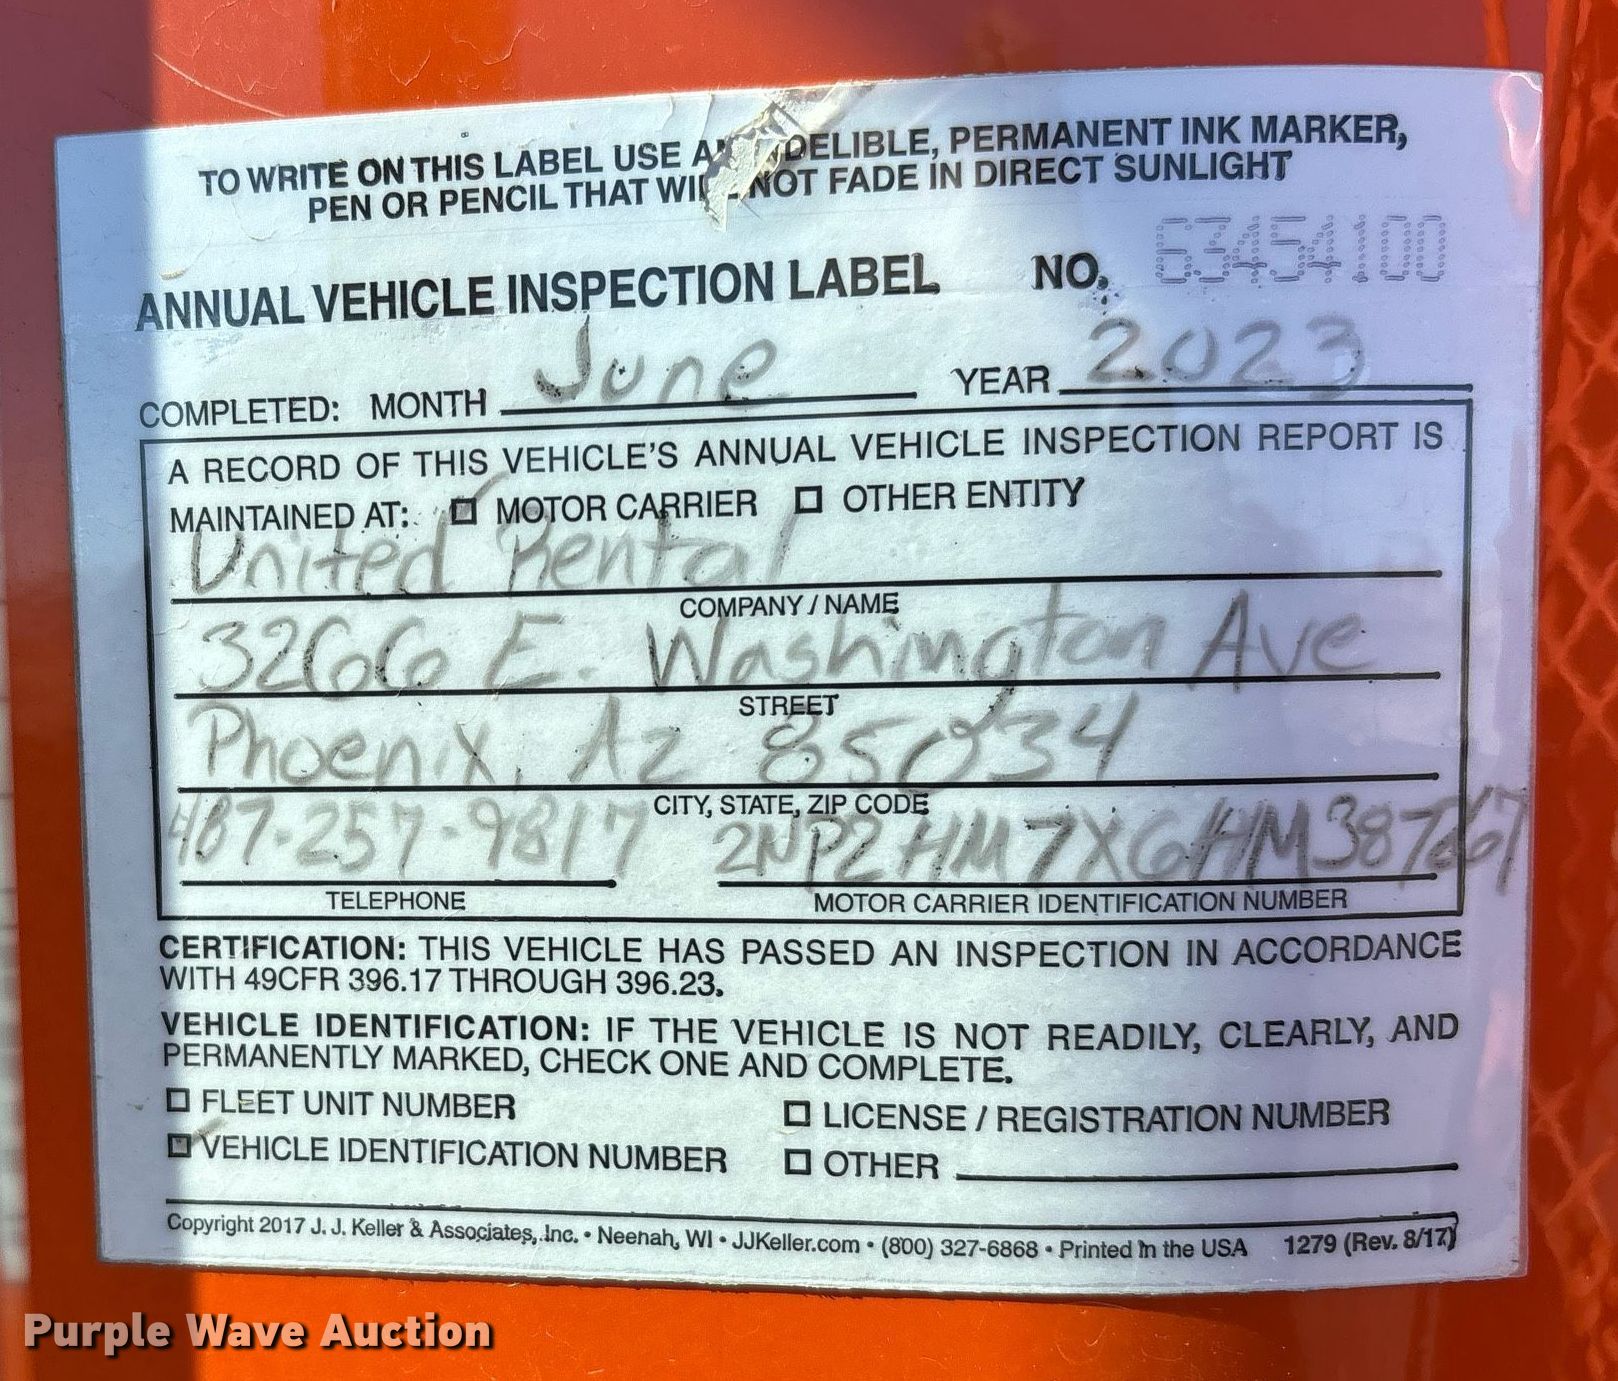 TO WRITE ON THIS LABEL USE AN INDELIBLE, PERMANENT INK MARKER,
PEN OR PENCIL THAT WILL NOT FADE IN DIRECT SUNLIGHT
ANNUAL VEHICLE INSPECTION LABEL NO. 63454100
COMPLETED: MONTH June YEAR 2023
A RECORD OF THIS VEHICLE'S ANNUAL VEHICLE INSPECTION REPORT IS
MAINTAINED AT: MOTOR CARRIER OTHER ENTITY
United Rental
COMPANY / NAME
3266 E. Washington Ave
STREET
Phoenix, Az 85034
CITY, STATE, ZIP CODE
TELEPHONE MOTOR CARRIER IDENTIFICATION NUMBER
CERTIFICATION: THIS VEHICLE HAS PASSED AN INSPECTION IN ACCORDANCE
WITH 49CFR 396.17 THROUGH 396.23.
VEHICLE IDENTIFICATION: IF THE VEHICLE IS NOT READILY, CLEARLY, AND
PERMANENTLY MARKED, CHECK ONE AND COMPLETE.
FLEET UNIT NUMBER LICENSE / REGISTRATION NUMBER
VEHICLE IDENTIFICATION NUMBER OTHER
Copyright 2017 J. J. Keller & Associates, Inc. • Neenah, WI • JJKeller.com • (800) 327-6868 • Printed in the USA 1279 (Rev. 8/17)
Purple Wave Auction